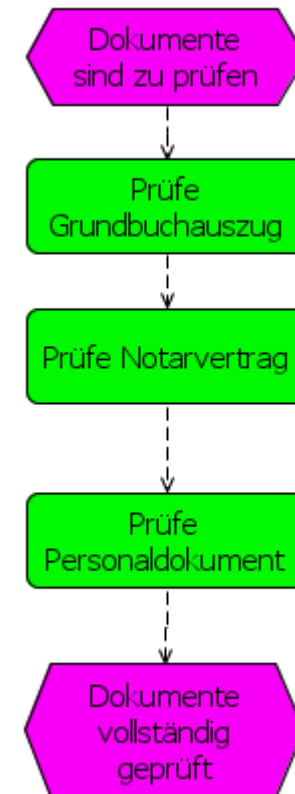 Dokumente
sind zu prüfen
Prüfe
Grundbuchauszug
Prüfe Notarvertrag
Prüfe
Personaldokument
Dokumente
vollständig
geprüft